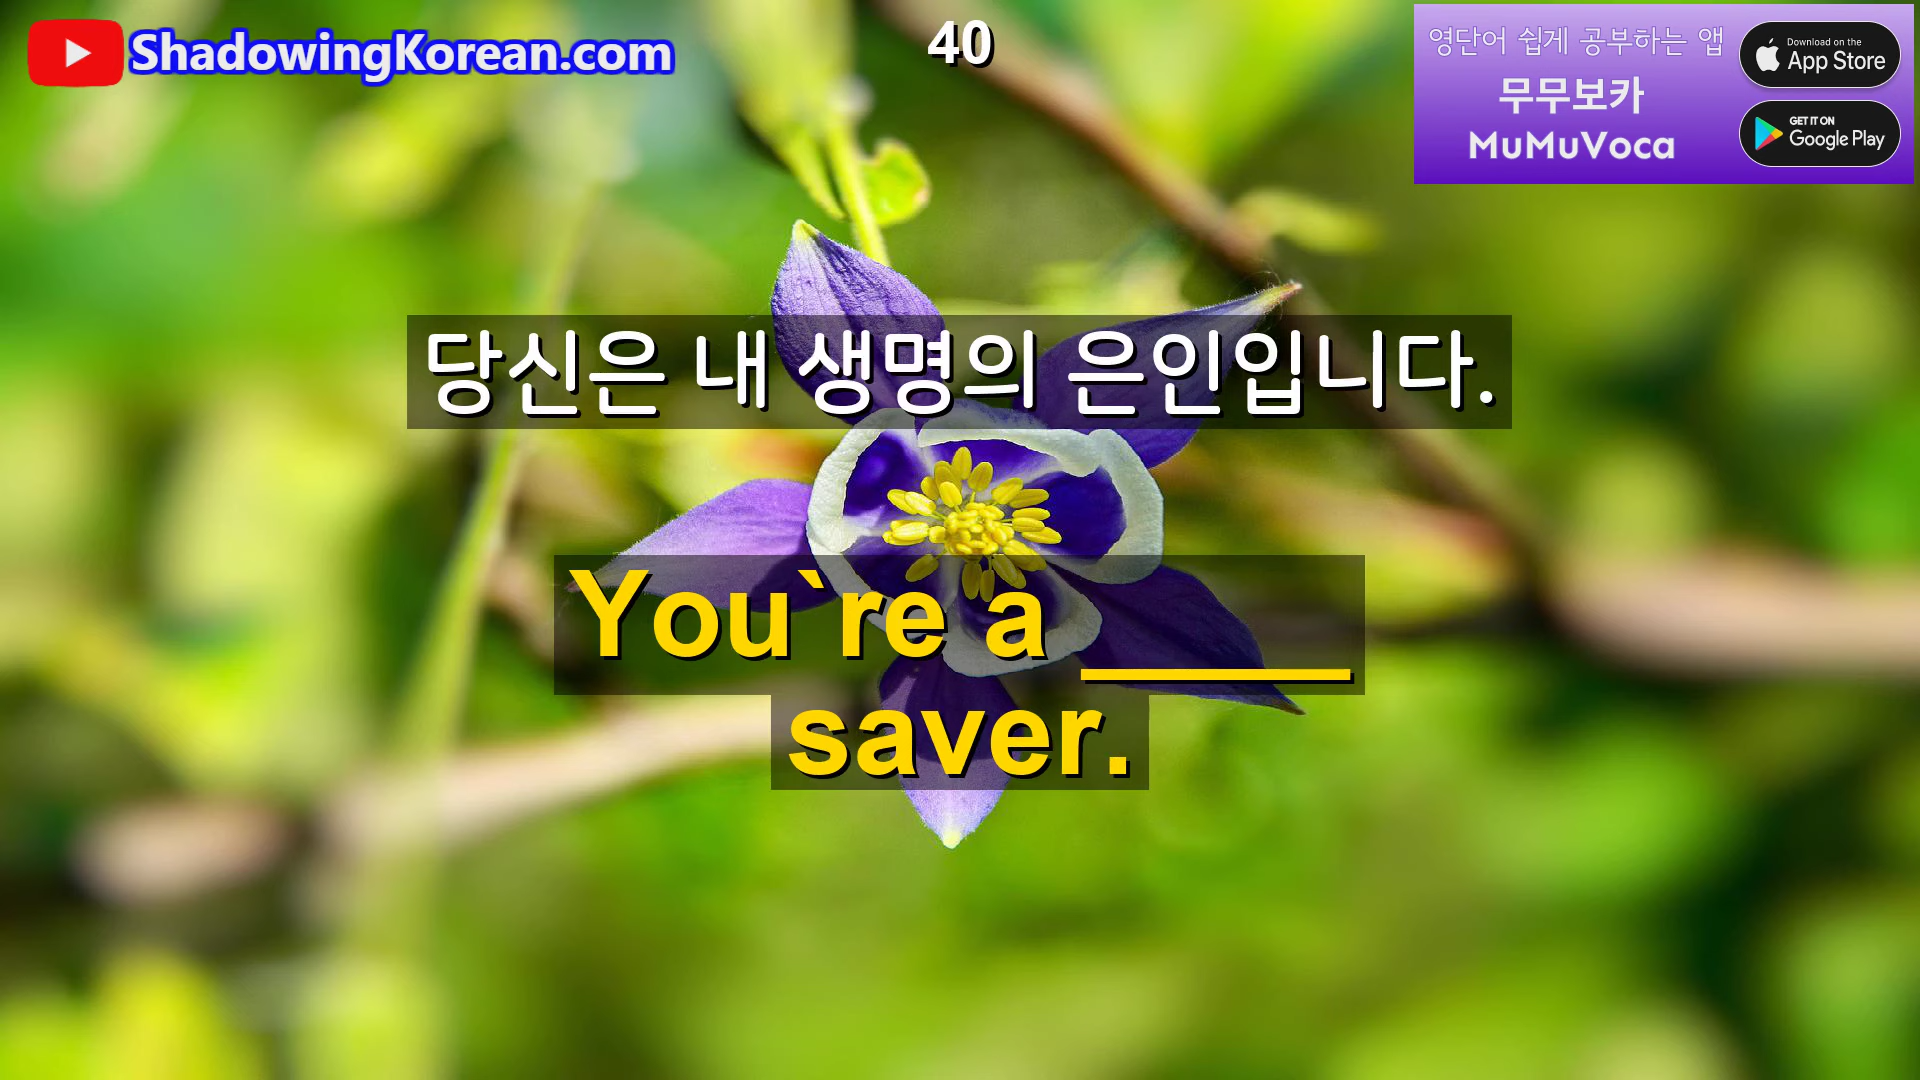 ShadowingKorean.com
40
영단어 쉽게 공부하는 앱
무무보카
MuMuVoca
Download on the
App Store
GET IT ON
Google Play
당신은 내 생명의 은인입니다.
You`re a ____
saver.